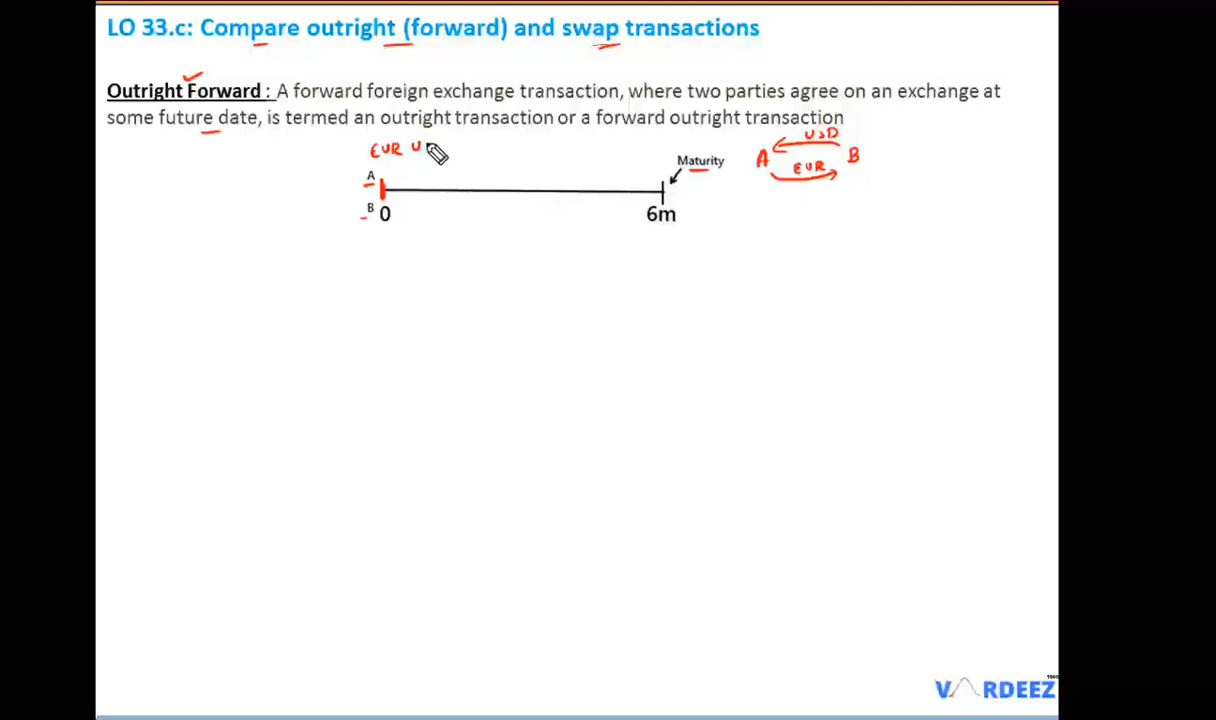 LO 33.c: Compare outright (forward) and swap transactions
Outright Forward : A forward foreign exchange transaction, where two parties agree on an exchange at
some future date, is termed an outright transaction or a forward outright transaction
USD
EUR U
Maturity
A B
EUR
A
B 0
6m
V RDEEZ